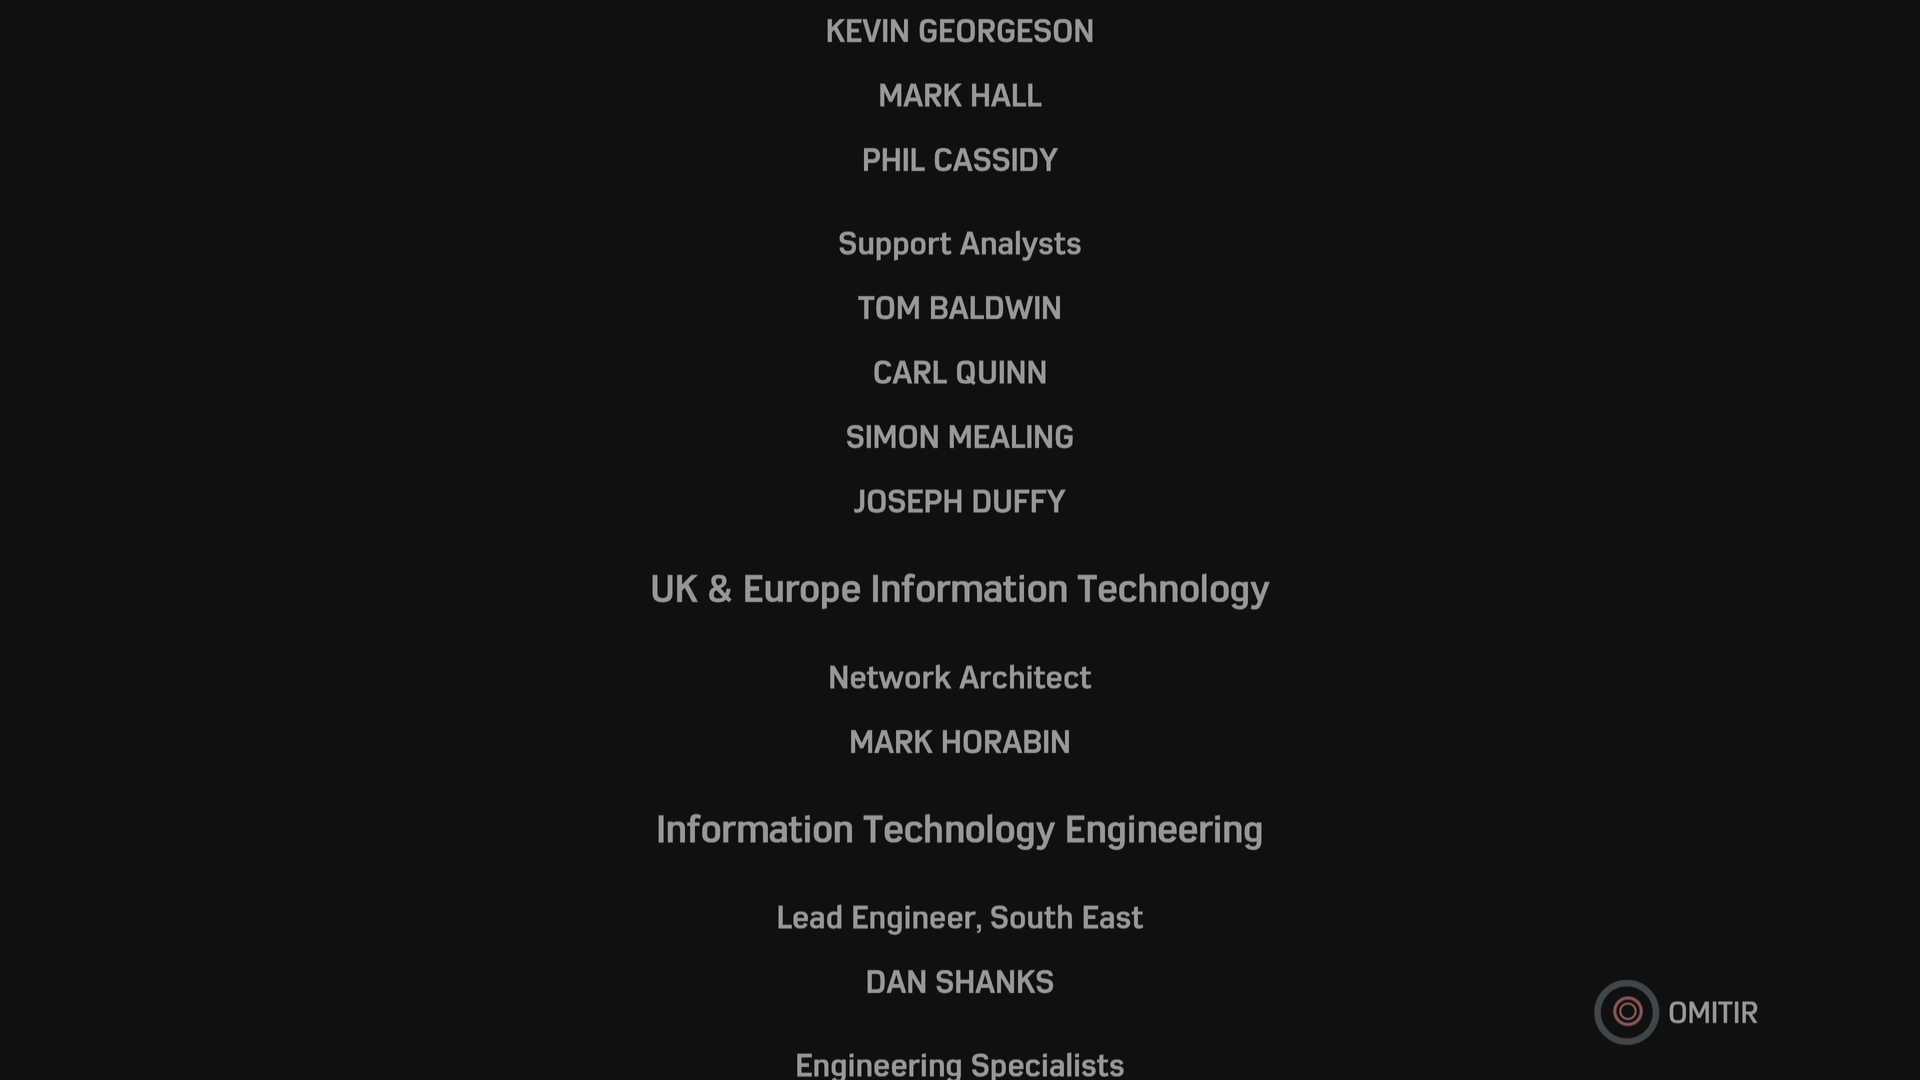 KEVIN GEORGESON
MARK HALL
PHIL CASSIDY
Support Analysts
TOM BALDWIN
CARL QUINN
SIMON MEALING
JOSEPH DUFFY
UK & Europe Information Technology
Network Architect
MARK HORABIN
Information Technology Engineering
Lead Engineer, South East
DAN SHANKS
OMITIR
Engineering Specialists